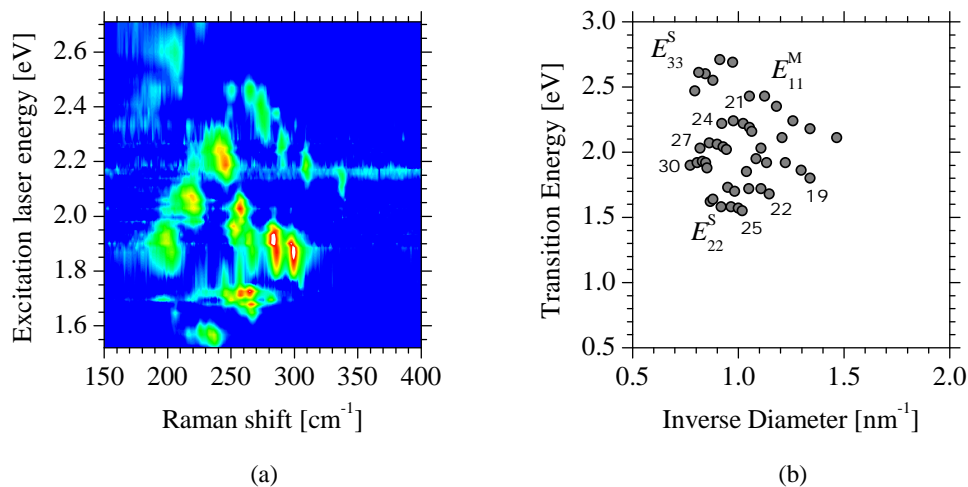 Excitation laser energy [eV]
2.6
2.4
2.2
2.0
1.8
1.6
150 200 250 300 350 400
Raman shift [cm⁻¹]
(a)
Transition Energy [eV]
3.0
2.5
2.0
1.5
1.0
0.5
E^S_33
E^M_11
21
24
27
30
19
22
25
E^S_22
0.5 1.0 1.5 2.0
Inverse Diameter [nm⁻¹]
(b)